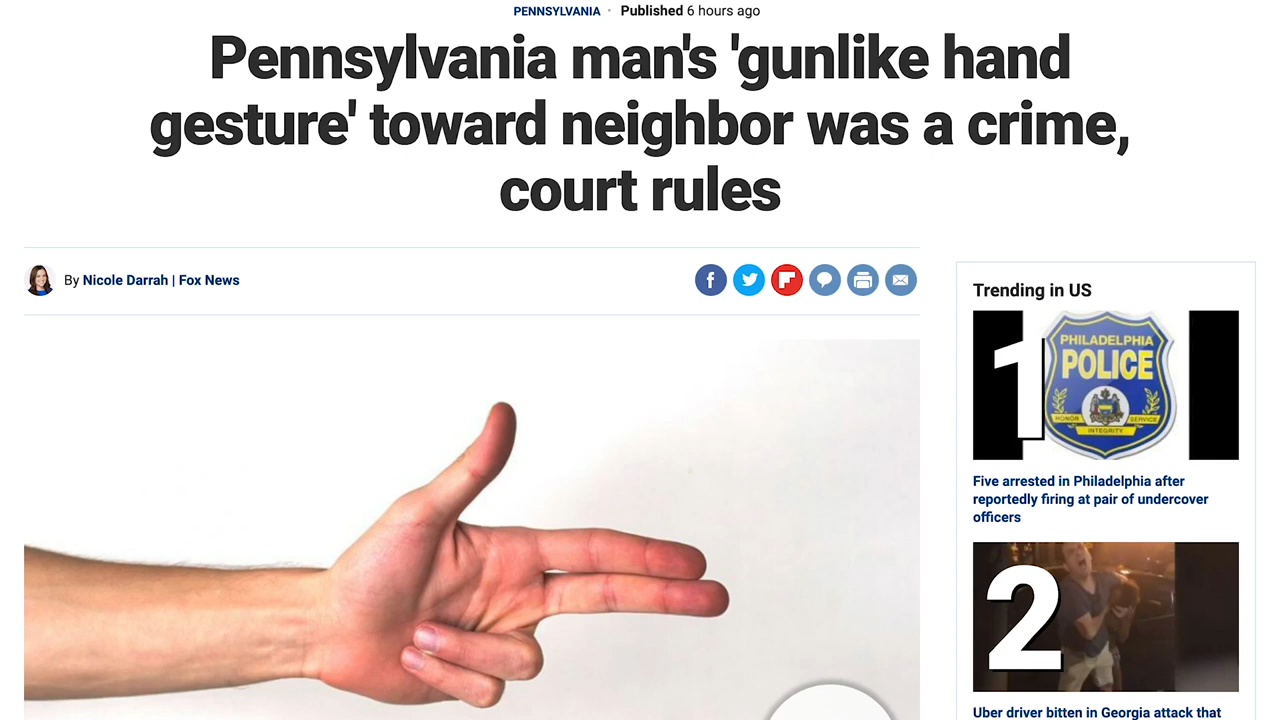 PENNSYLVANIA · Published 6 hours ago
Pennsylvania man's 'gunlike hand
gesture' toward neighbor was a crime,
court rules
By Nicole Darrah | Fox News
Trending in US
1
PHILADELPHIA
POLICE
HONOR
SERVICE
INTEGRITY
Five arrested in Philadelphia after
reportedly firing at pair of undercover
officers
2
Uber driver bitten in Georgia attack that